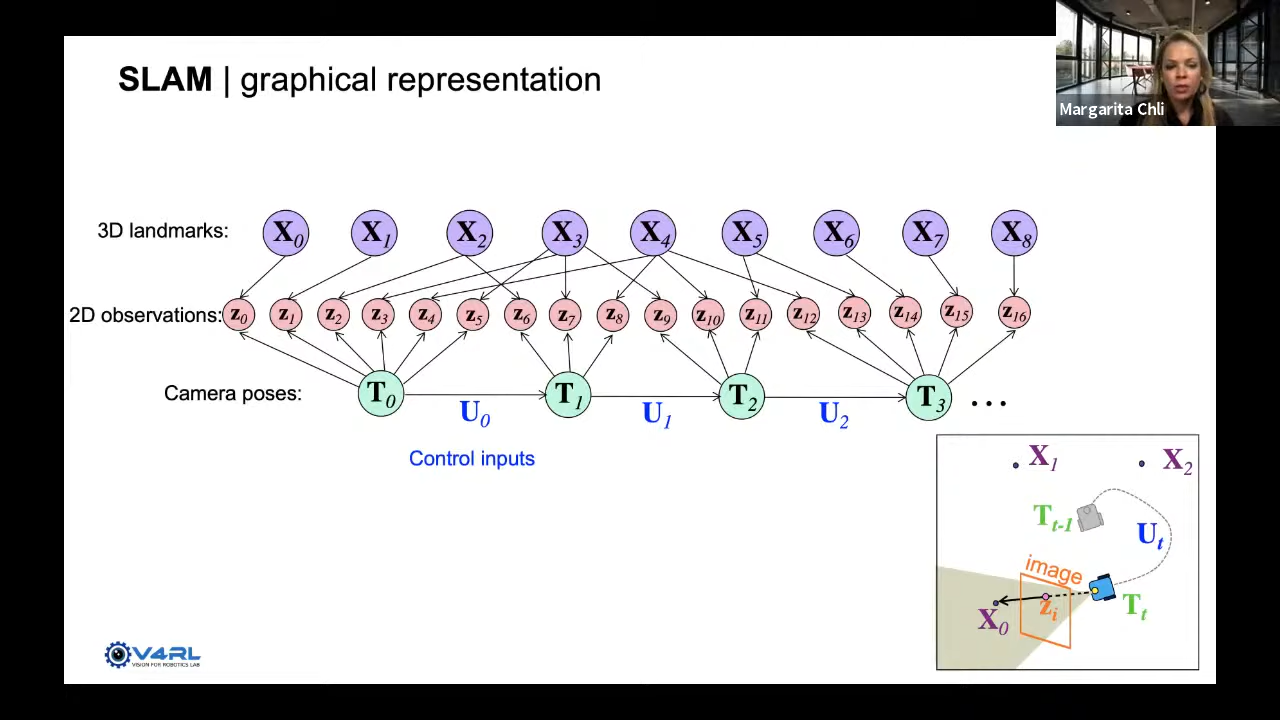 SLAM | graphical representation
Margarita Chli
3D landmarks: X0 X1 X2 X3 X4 X5 X6 X7 X8
2D observations: z0 z1 z2 z3 z4 z5 z6 z7 z8 z9 z10 z11 z12 z13 z14 z15 z16
Camera poses: T0 T1 T2 T3 ...
U0 U1 U2
Control inputs
X1 X2
Tt-1
Ut
image
X0 zi Tt
V4RL
VISION FOR ROBOTICS LAB